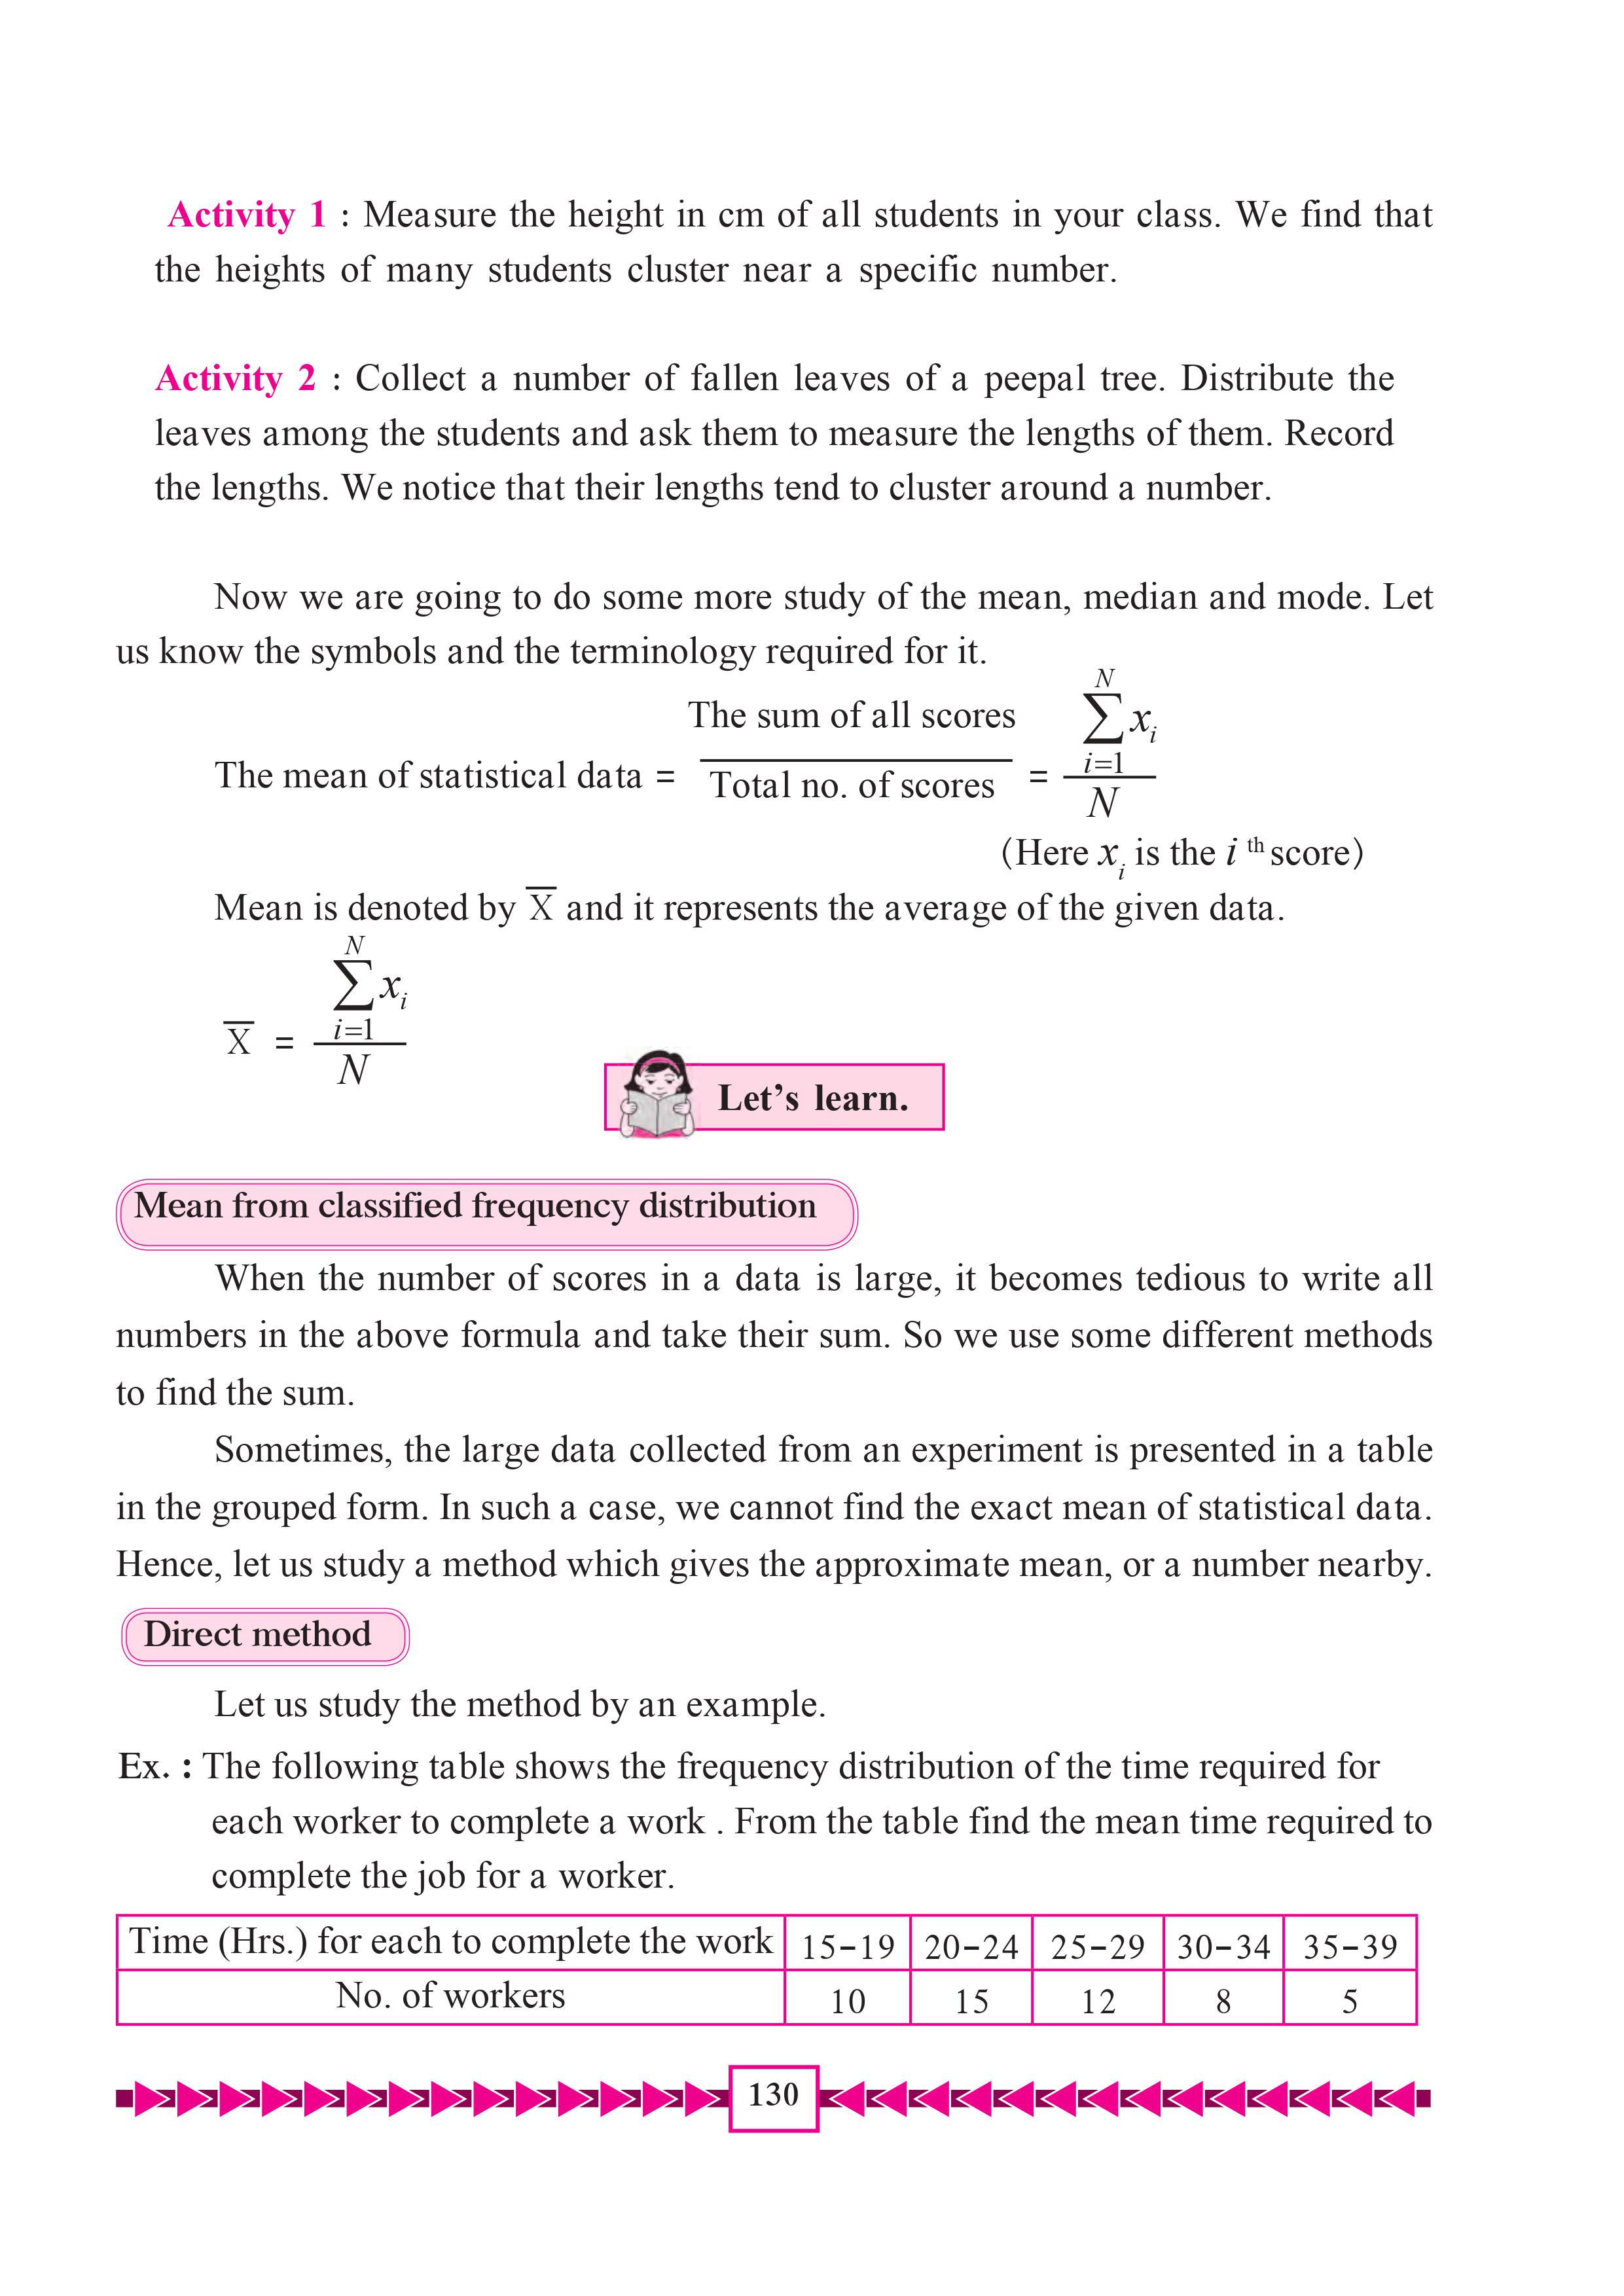 Activity 1 : Measure the height in cm of all students in your class. We find that
the heights of many students cluster near a specific number.
Activity 2 : Collect a number of fallen leaves of a peepal tree. Distribute the
leaves among the students and ask them to measure the lengths of them. Record
the lengths. We notice that their lengths tend to cluster around a number.
Now we are going to do some more study of the mean, median and mode. Let
us know the symbols and the terminology required for it.
The mean of statistical data = \frac{The sum of all scores}{Total no. of scores} = \frac{\sum_{i=1}^{N} x_i}{N}
(Here x_i is the i th score)
Mean is denoted by X̅ and it represents the average of the given data.
X̅ = \frac{\sum_{i=1}^{N} x_i}{N}
Let's learn.
Mean from classified frequency distribution
When the number of scores in a data is large, it becomes tedious to write all
numbers in the above formula and take their sum. So we use some different methods
to find the sum.
Sometimes, the large data collected from an experiment is presented in a table
in the grouped form. In such a case, we cannot find the exact mean of statistical data.
Hence, let us study a method which gives the approximate mean, or a number nearby.
Direct method
Let us study the method by an example.
Ex. : The following table shows the frequency distribution of the time required for
each worker to complete a work . From the table find the mean time required to
complete the job for a worker.
Time (Hrs.) for each to complete the work 15-19 20-24 25-29 30-34 35-39
No. of workers 10 15 12 8 5
130